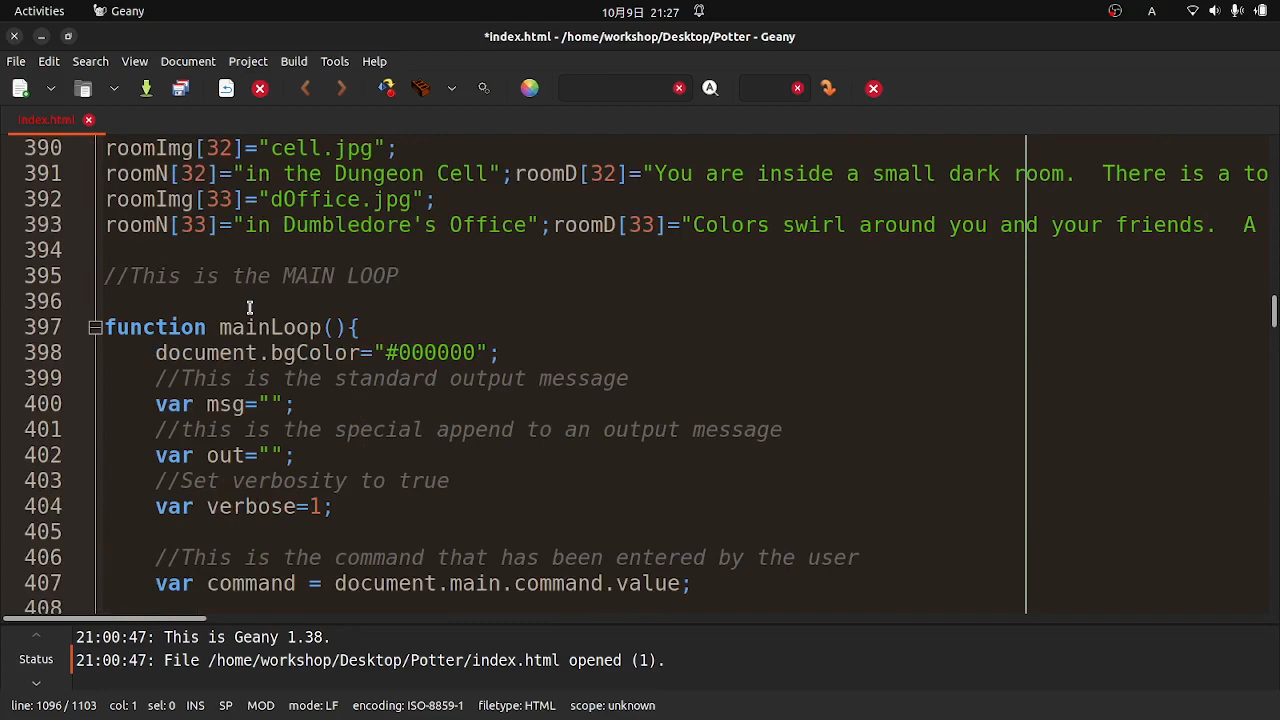 Activities Geany 10月9日 21:27 A
*index.html - /home/workshop/Desktop/Potter - Geany
File Edit Search View Document Project Build Tools Help
index.html
390 roomImg[32]="cell.jpg";
391 roomN[32]="in the Dungeon Cell";roomD[32]="You are inside a small dark room.  There is a to
392 roomImg[33]="dOffice.jpg";
393 roomN[33]="in Dumbledore's Office";roomD[33]="Colors swirl around you and your friends.  A
394
395 //This is the MAIN LOOP
396
397 function mainLoop(){
398 document.bgColor="#000000";
399 //This is the standard output message
400 var msg="";
401 //this is the special append to an output message
402 var out="";
403 //Set verbosity to true
404 var verbose=1;
405
406 //This is the command that has been entered by the user
407 var command = document.main.command.value;
408
21:00:47: This is Geany 1.38.
Status 21:00:47: File /home/workshop/Desktop/Potter/index.html opened (1).
line: 1096 / 1103 col: 1 sel: 0 INS SP MOD mode: LF encoding: ISO-8859-1 filetype: HTML scope: unknown